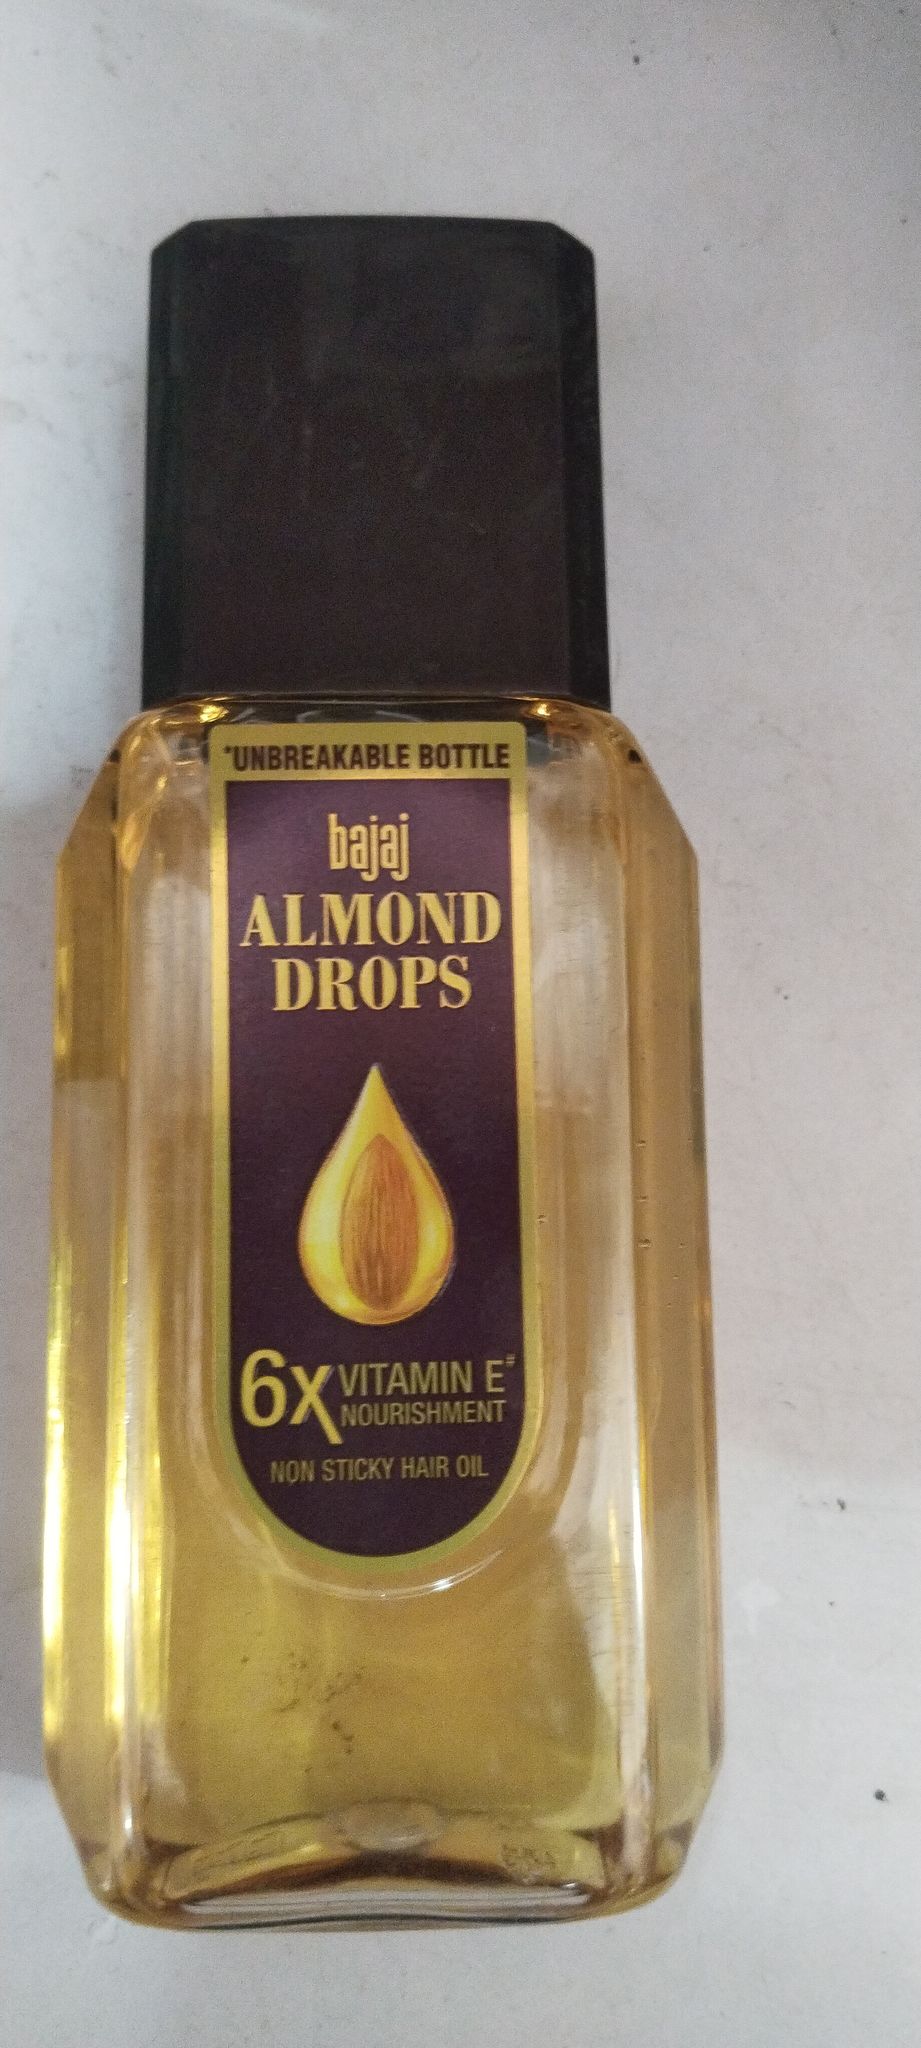 *UNBREAKABLE BOTTLE
bajaj
ALMOND
DROPS
6X VITAMIN E#
NOURISHMENT
NON STICKY HAIR OIL